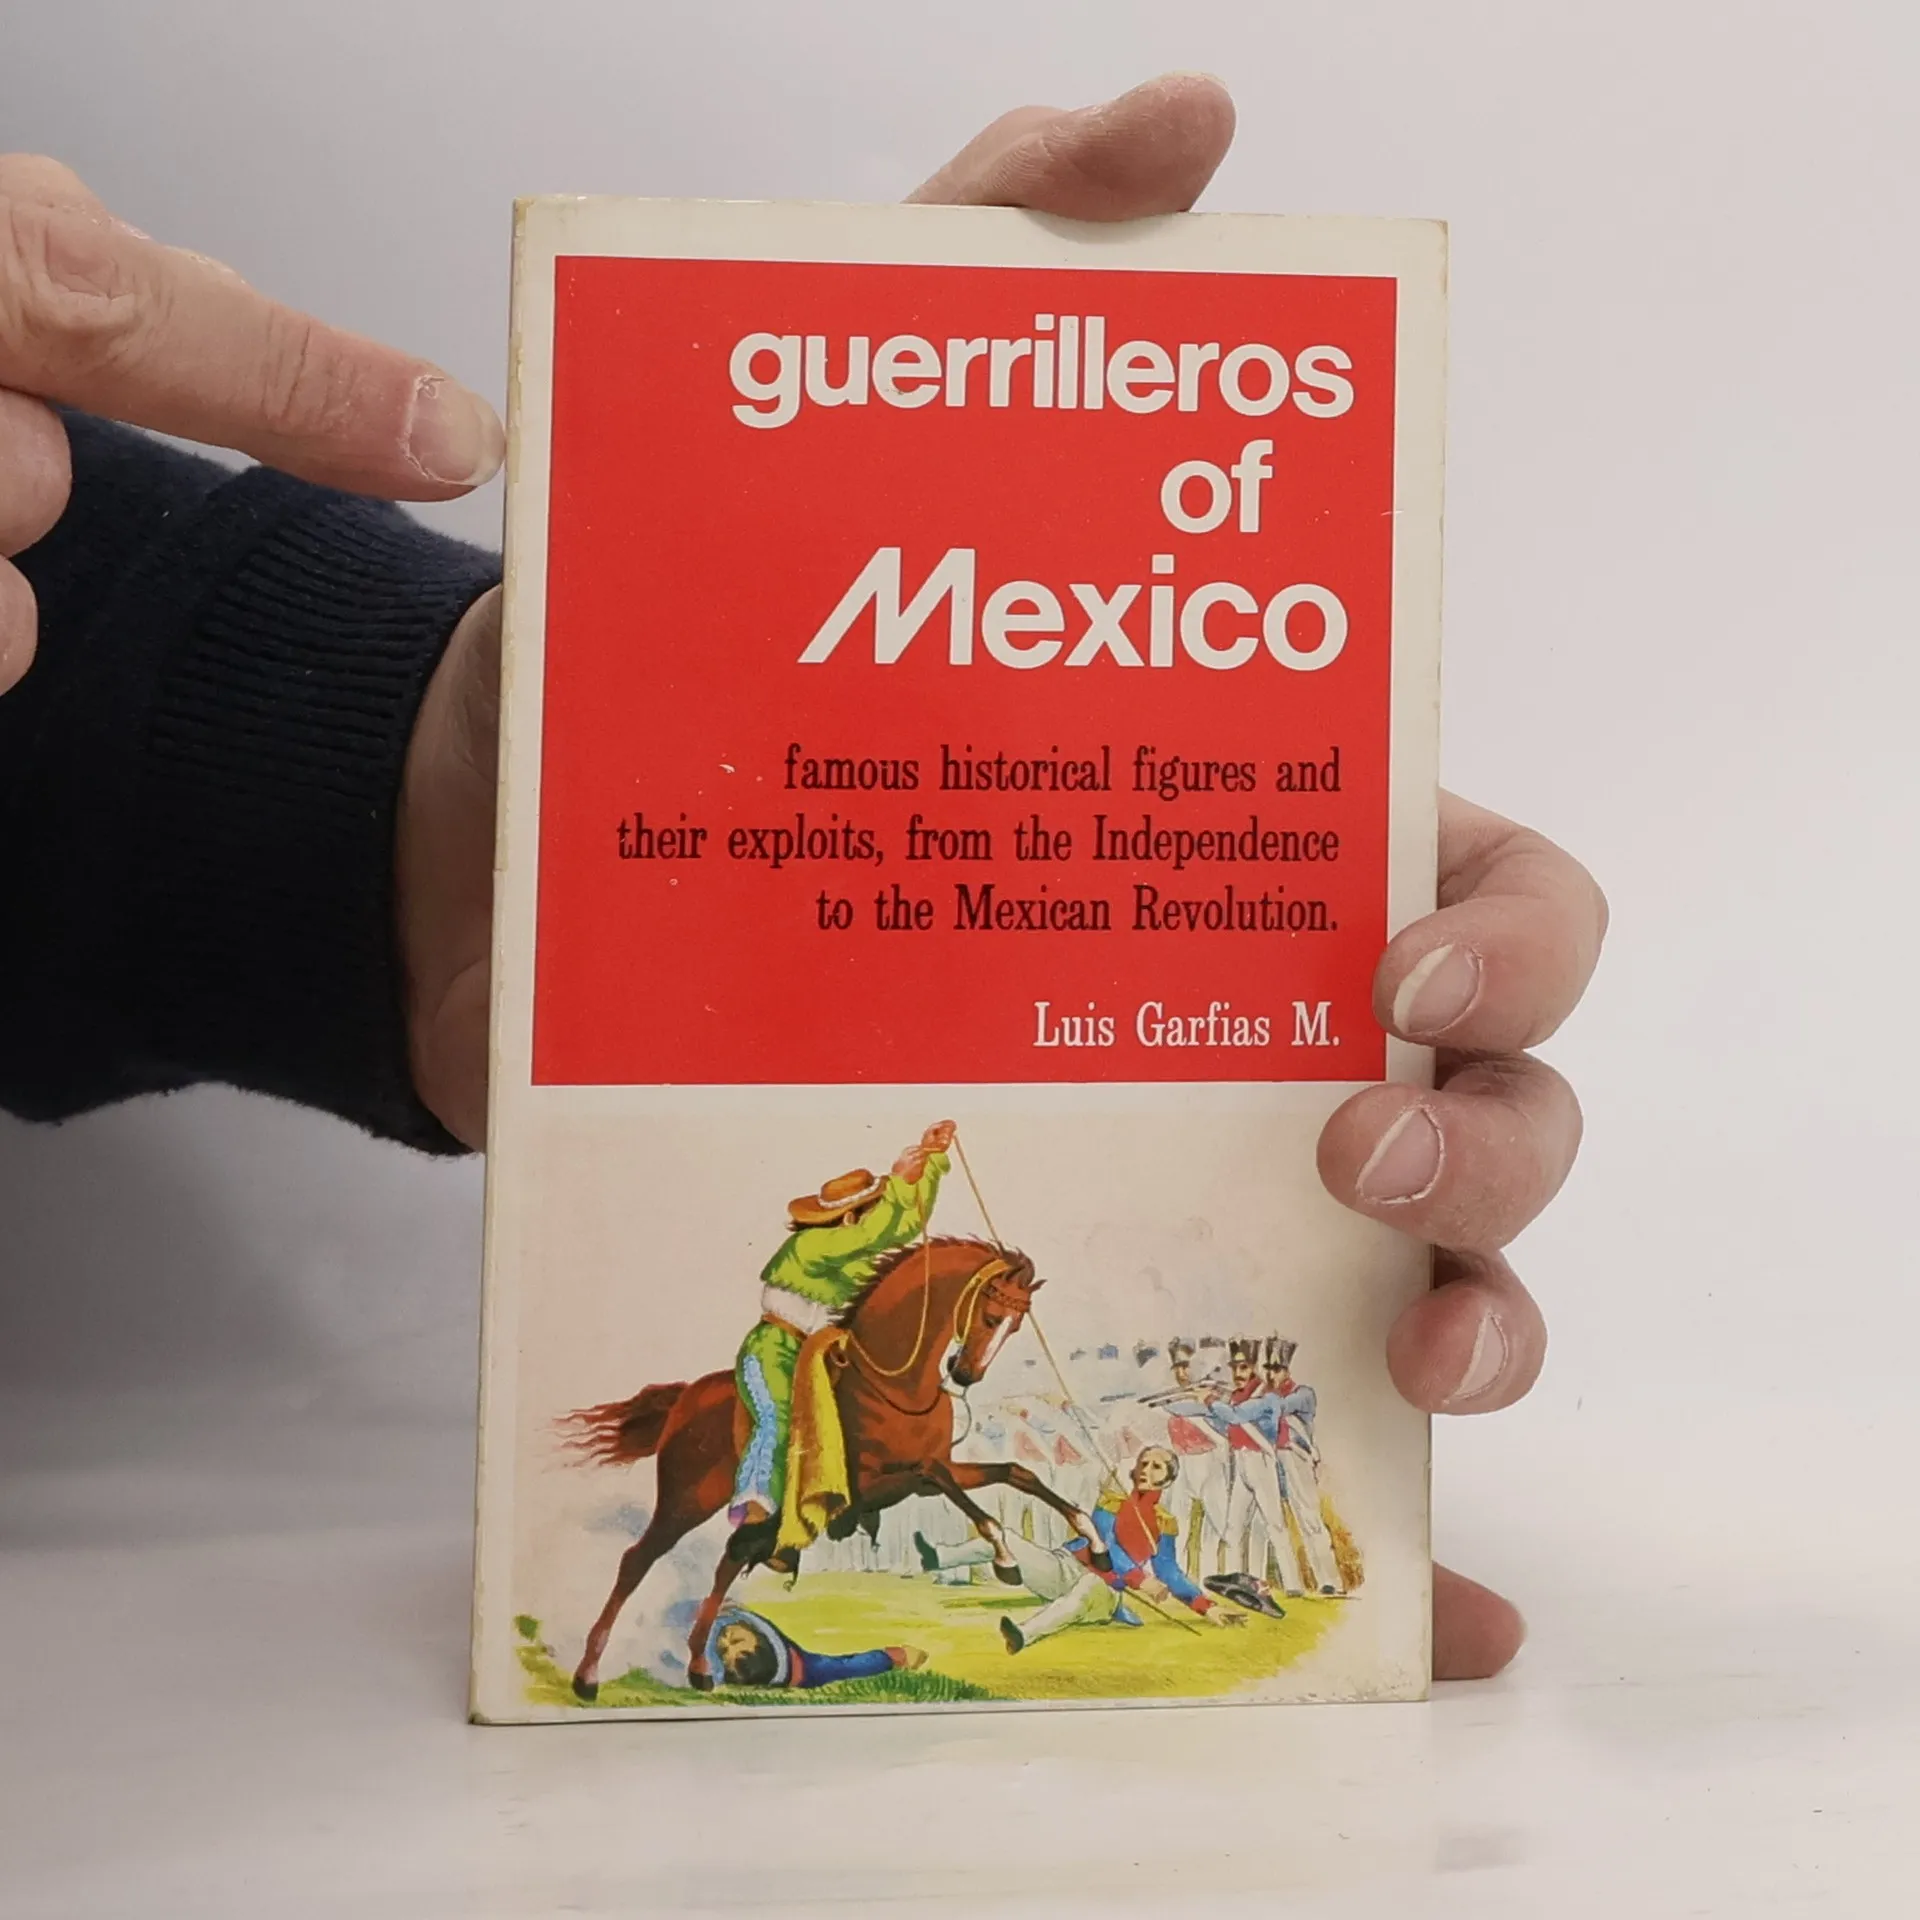 guerrilleros
of
Mexico
famous historical figures and
their exploits, from the Independence
to the Mexican Revolution.
Luis Garfias M.